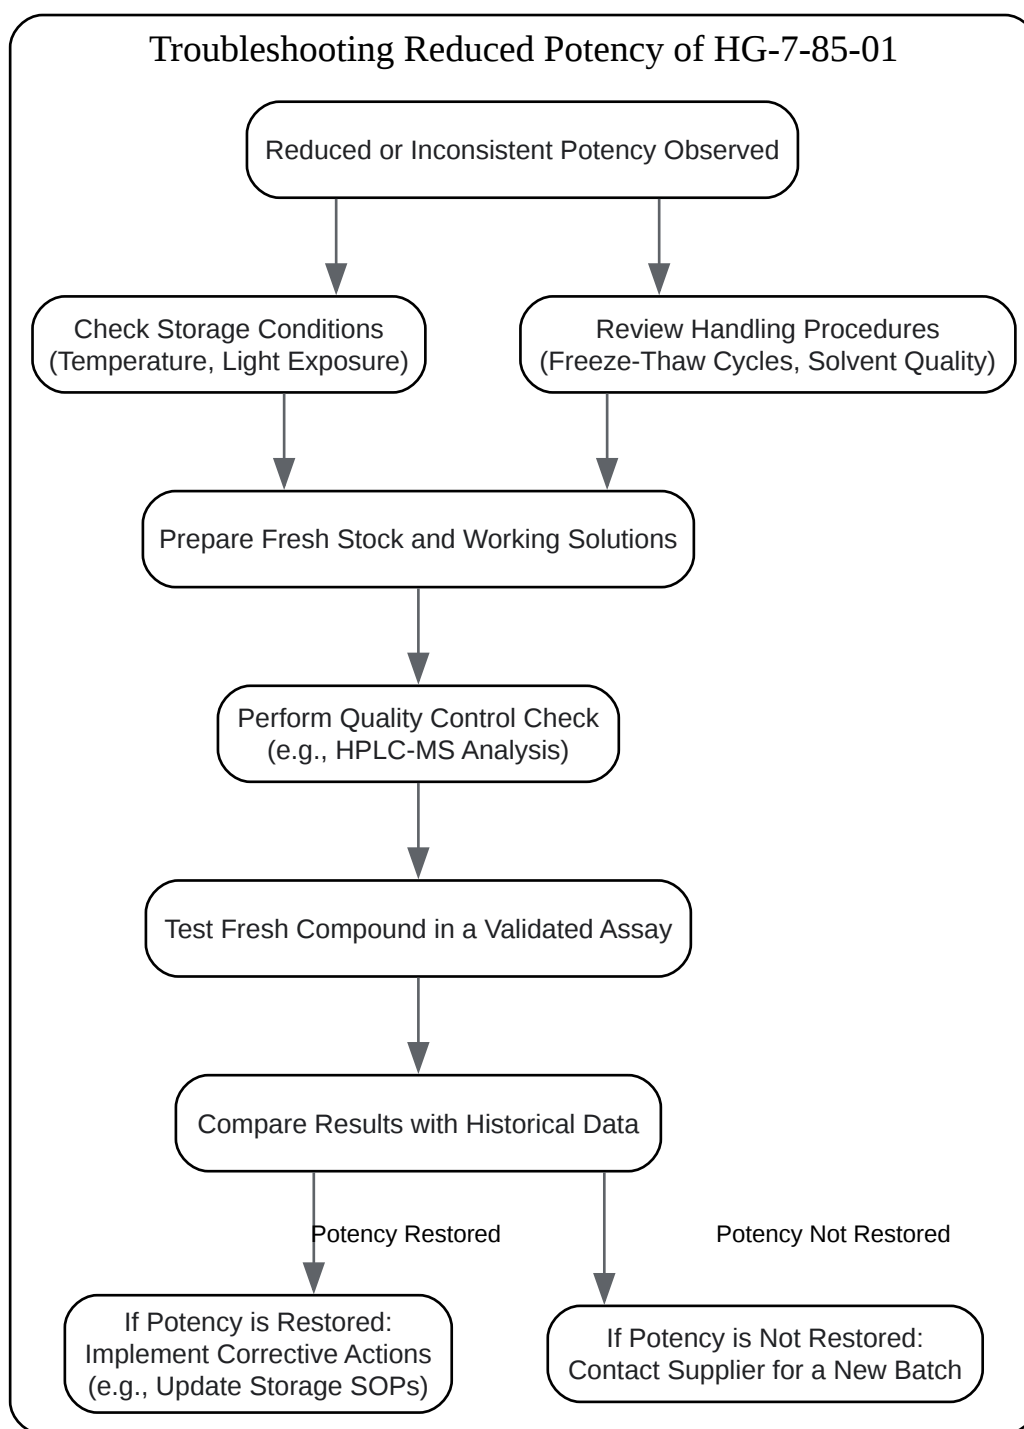 Troubleshooting Reduced Potency of HG-7-85-01
Reduced or Inconsistent Potency Observed
Check Storage Conditions
(Temperature, Light Exposure)
Review Handling Procedures
(Freeze-Thaw Cycles, Solvent Quality)
Prepare Fresh Stock and Working Solutions
Perform Quality Control Check
(e.g., HPLC-MS Analysis)
Test Fresh Compound in a Validated Assay
Compare Results with Historical Data
Potency Restored
Potency Not Restored
If Potency is Restored:
Implement Corrective Actions
(e.g., Update Storage SOPs)
If Potency is Not Restored:
Contact Supplier for a New Batch